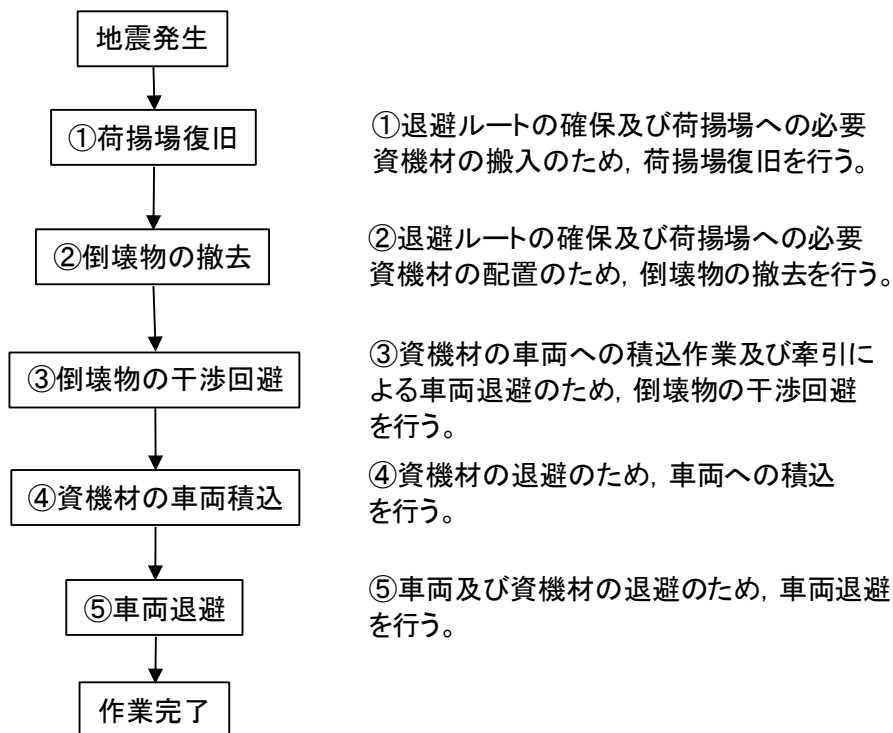 地震発生
①荷揚場復旧
①退避ルートの確保及び荷揚場への必要
資機材の搬入のため，荷揚場復旧を行う。
②倒壊物の撤去
②退避ルートの確保及び荷揚場への必要
資機材の配置のため，倒壊物の撤去を行う。
③倒壊物の干渉回避
③資機材の車両への積込作業及び牽引に
よる車両退避のため，倒壊物の干渉回避
を行う。
④資機材の車両積込
④資機材の退避のため，車両への積込
を行う。
⑤車両退避
⑤車両及び資機材の退避のため，車両退避
を行う。
作業完了